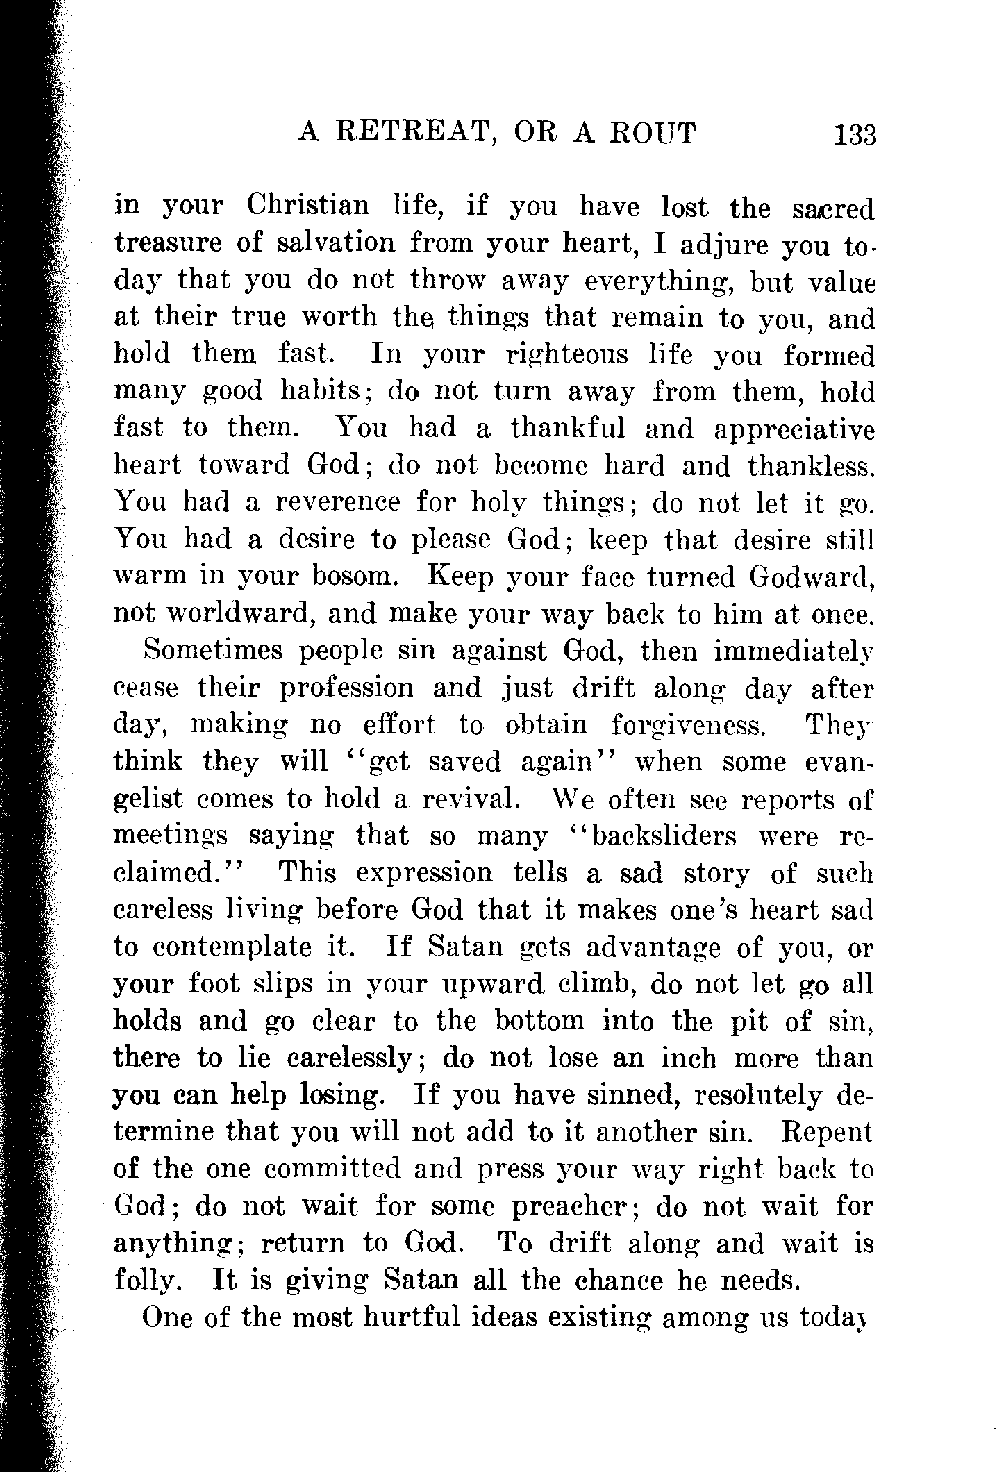 A RETREAT, OR A ROUT 133
in your Christian life, if you have lost the sacred
treasure of salvation from your heart, I adjure you to-
day that you do not throw away everything, but value
at their true worth the things that remain to you, and
hold them fast. In your righteous life you formed
many good habits; do not turn away from them, hold
fast to them. You had a thankful and appreciative
heart toward God; do not become hard and thankless.
You had a reverence for holy things; do not let it go.
You had a desire to please God; keep that desire still
warm in your bosom. Keep your face turned Godward,
not worldward, and make your way back to him at once.
Sometimes people sin against God, then immediately
cease their profession and just drift along day after
day, making no effort to obtain forgiveness. They
think they will "get saved again" when some evan-
gelist comes to hold a revival. We often see reports of
meetings saying that so many "backsliders were re-
claimed." This expression tells a sad story of such
careless living before God that it makes one's heart sad
to contemplate it. If Satan gets advantage of you, or
your foot slips in your upward climb, do not let go all
holds and go clear to the bottom into the pit of sin,
there to lie carelessly; do not lose an inch more than
you can help losing. If you have sinned, resolutely de-
termine that you will not add to it another sin. Repent
of the one committed and press your way right back to
God; do not wait for some preacher; do not wait for
anything; return to God. To drift along and wait is
folly. It is giving Satan all the chance he needs.
One of the most hurtful ideas existing among us today